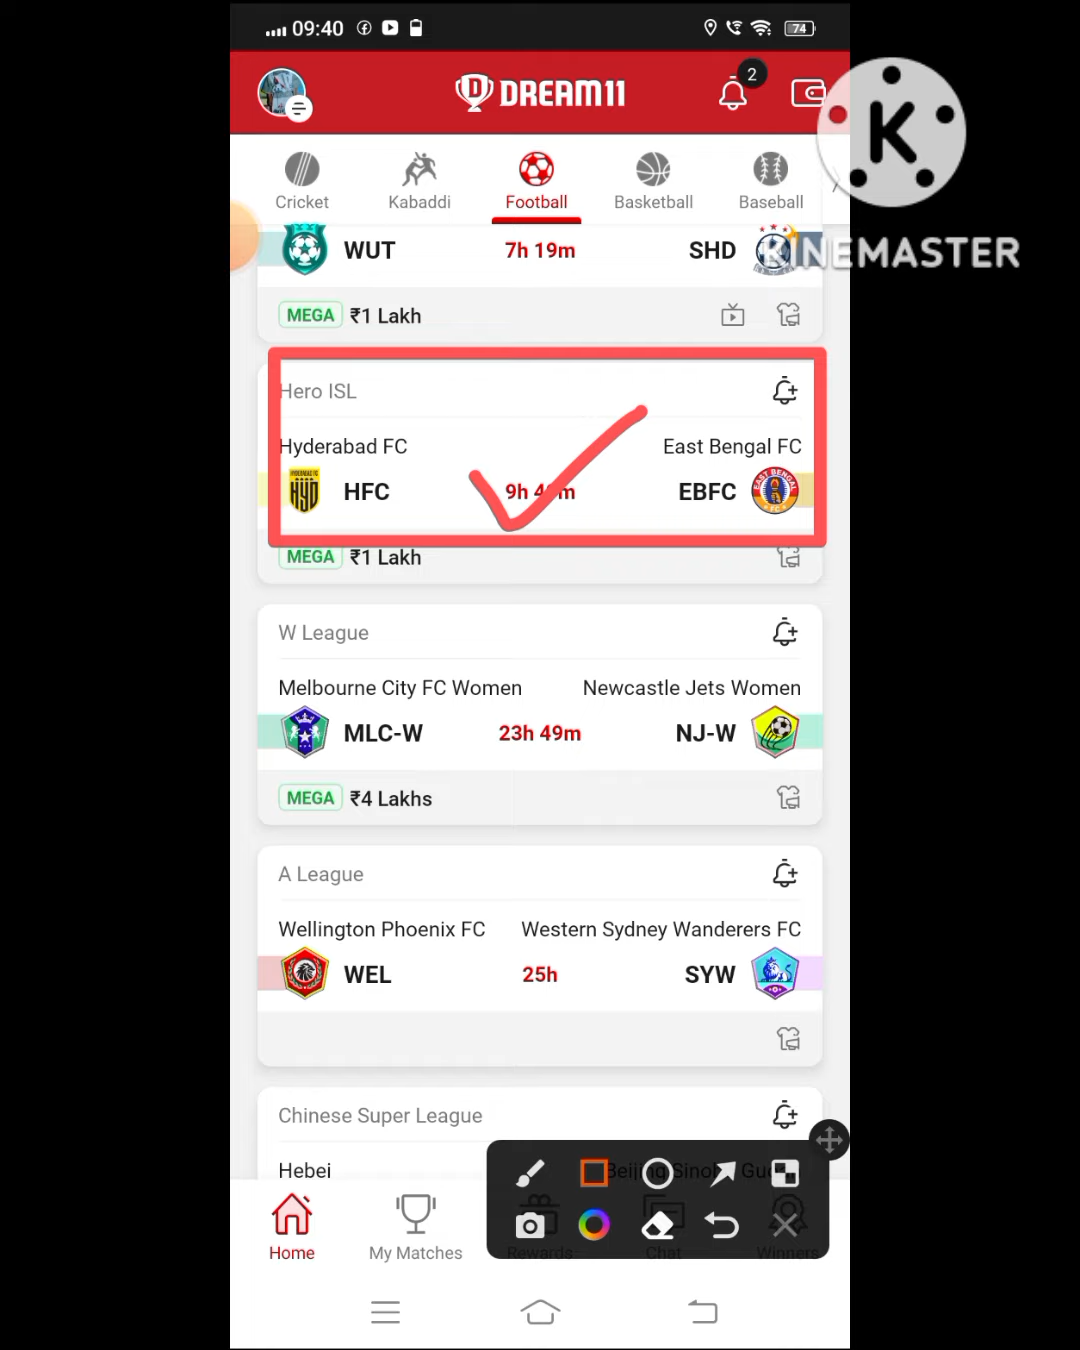 09:40
74
DREAM11
2
K
KINEMASTER
Cricket
Kabaddi
Football
Basketball
Baseball
WUT
7h 19m
SHD
MEGA ₹1 Lakh
Hero ISL
Hyderabad FC
East Bengal FC
HFC
EBFC
MEGA ₹1 Lakh
W League
Melbourne City FC Women
Newcastle Jets Women
MLC-W
23h 49m
NJ-W
MEGA ₹4 Lakhs
A League
Wellington Phoenix FC
Western Sydney Wanderers FC
WEL
25h
SYW
Chinese Super League
Hebei
Home
My Matches
Rewards
Chat
Winners